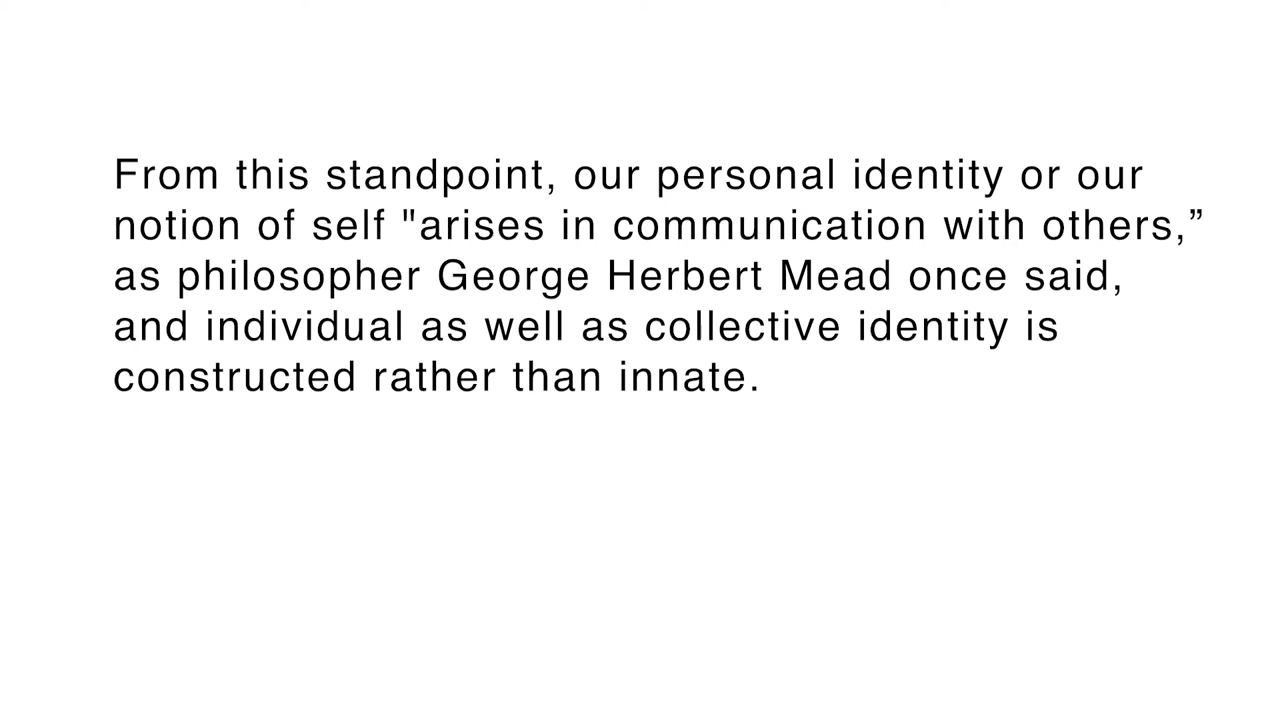 From this standpoint, our personal identity or our
notion of self "arises in communication with others,”
as philosopher George Herbert Mead once said,
and individual as well as collective identity is
constructed rather than innate.